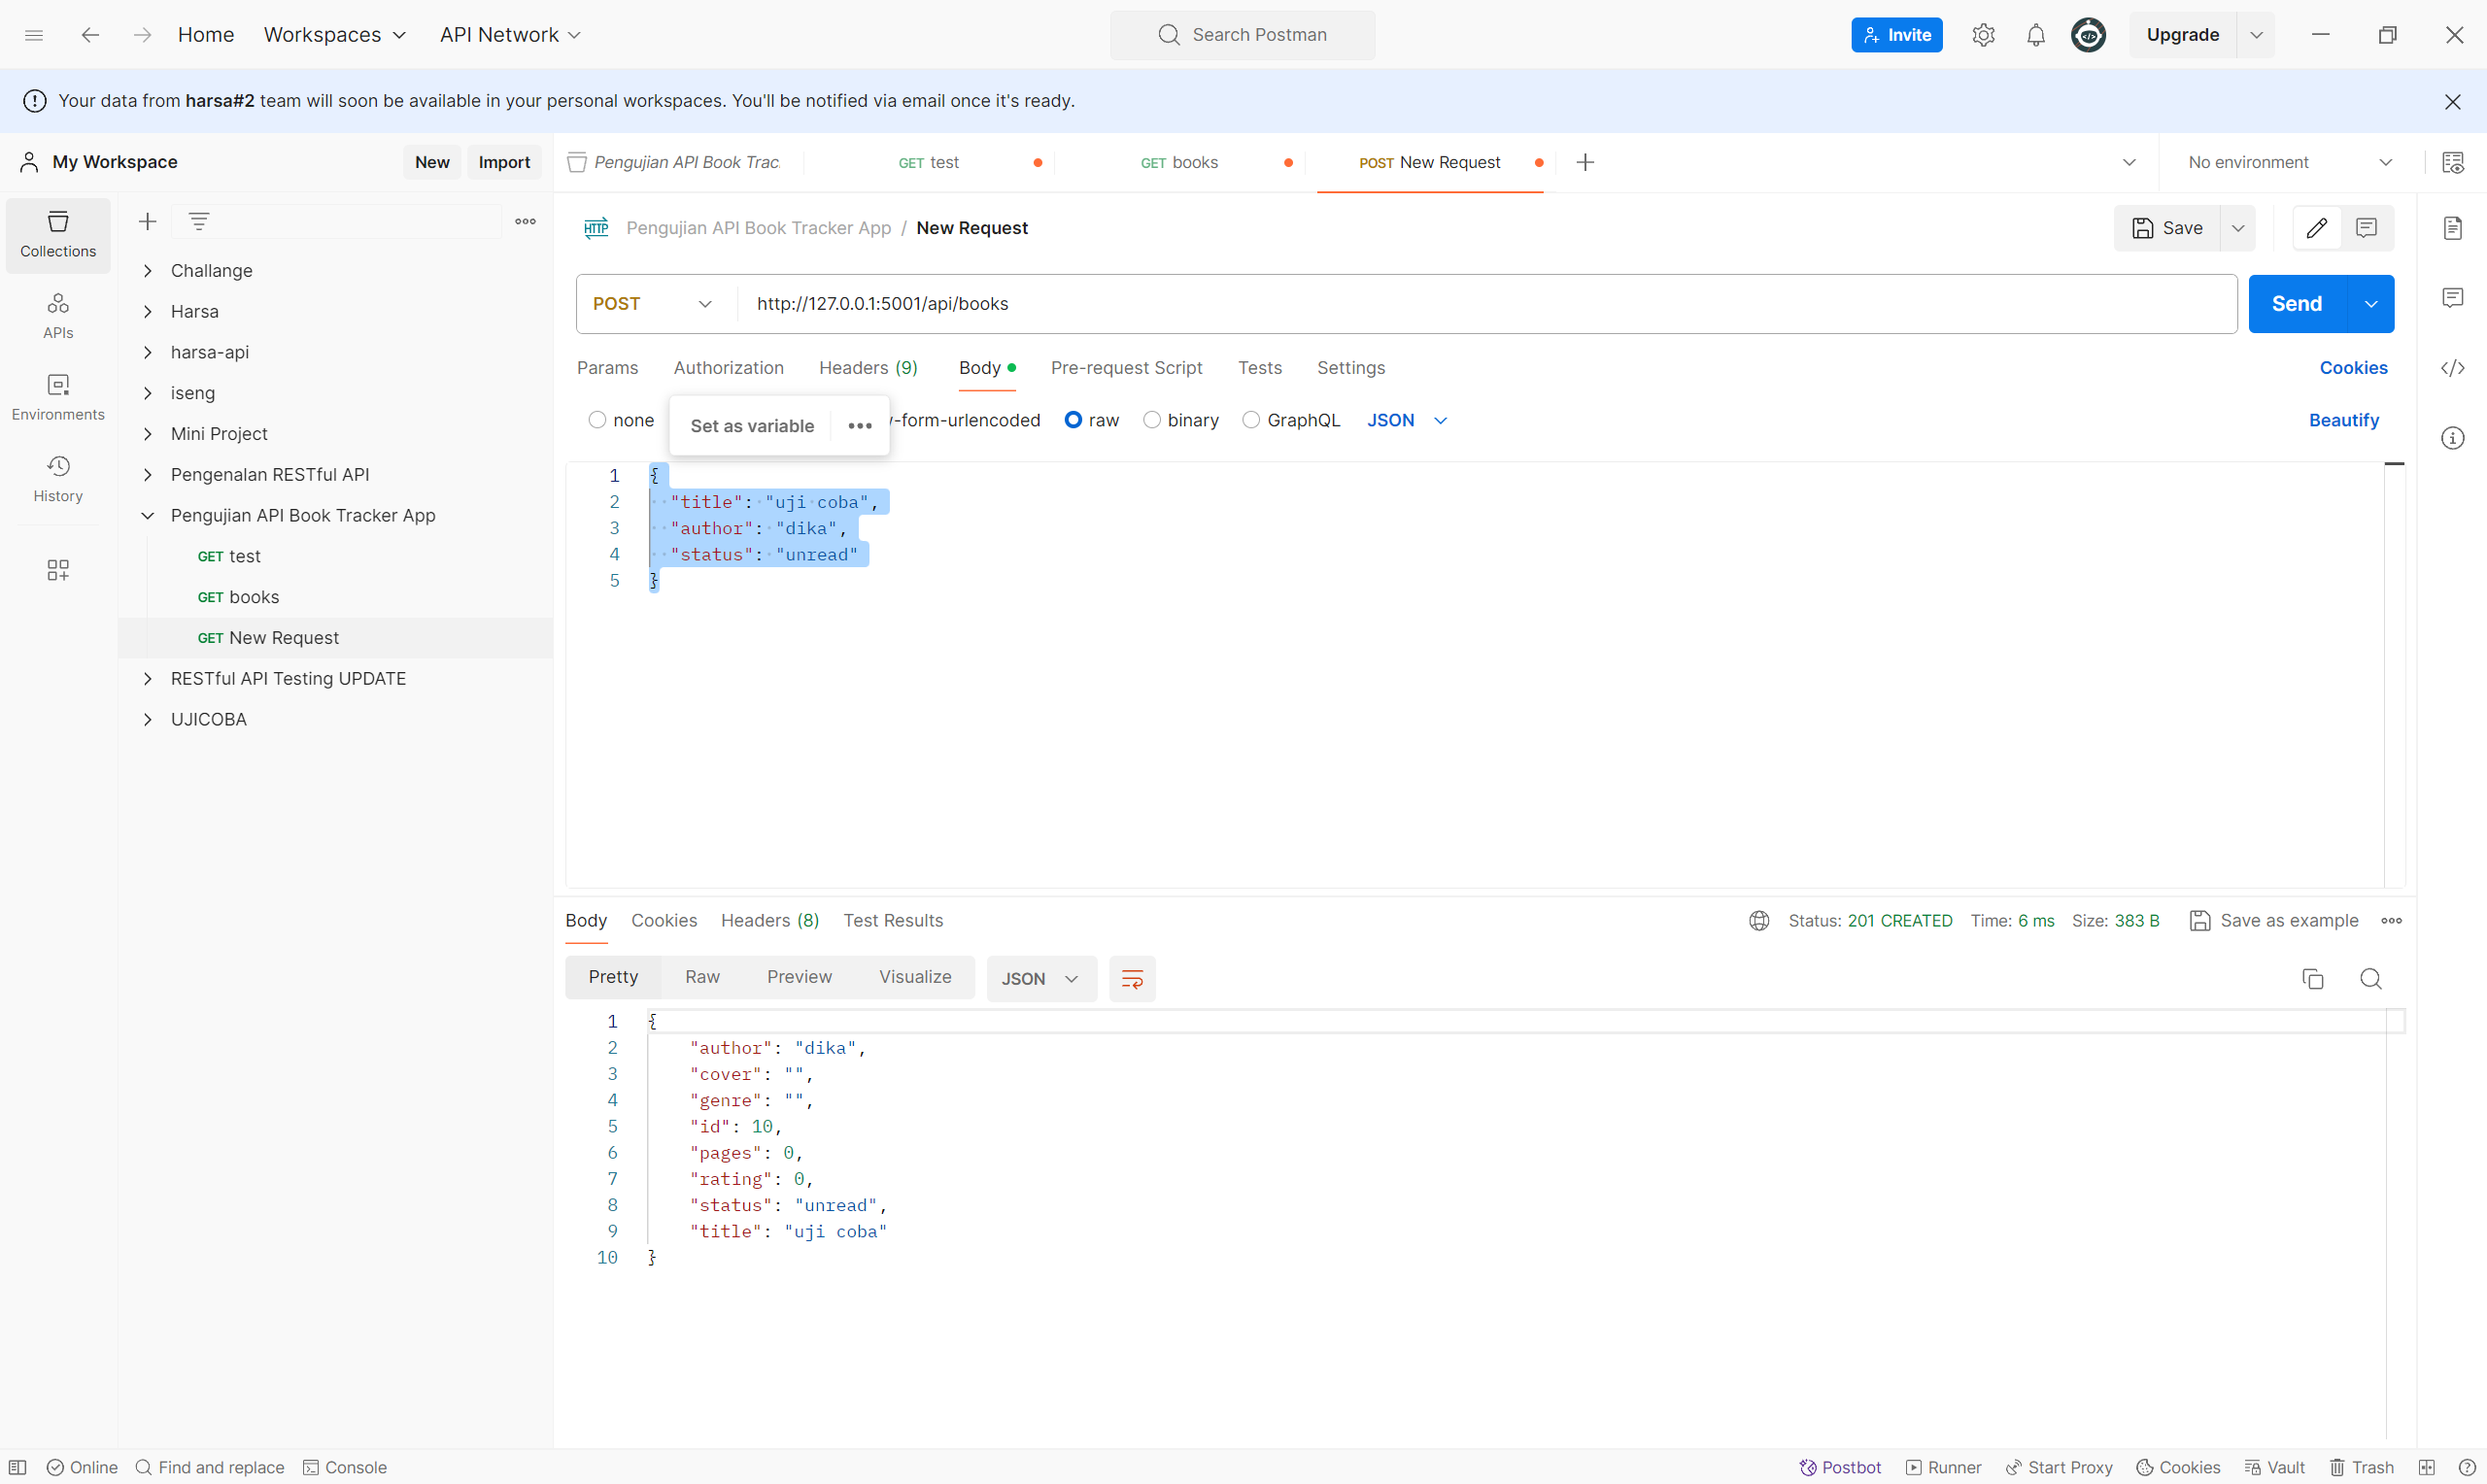 Home Workspaces API Network Search Postman Invite Upgrade
Your data from harsa#2 team will soon be available in your personal workspaces. You'll be notified via email once it's ready.
My Workspace New Import
Pengujian API Book Trac GET test GET books POST New Request No environment
Collections
APIs
Environments
History
Challange
Harsa
harsa-api
iseng
Mini Project
Pengenalan RESTful API
Pengujian API Book Tracker App
GET test
GET books
GET New Request
RESTful API Testing UPDATE
UJICOBA
HTTP Pengujian API Book Tracker App / New Request Save
POST http://127.0.0.1:5001/api/books Send
Params Authorization Headers (9) Body Pre-request Script Tests Settings Cookies
none Set as variable -form-urlencoded raw binary GraphQL JSON Beautify
1 {
2 "title": "uji coba",
3 "author": "dika",
4 "status": "unread"
5 }
Body Cookies Headers (8) Test Results Status: 201 CREATED Time: 6 ms Size: 383 B Save as example
Pretty Raw Preview Visualize JSON
1 {
2 "author": "dika",
3 "cover": "",
4 "genre": "",
5 "id": 10,
6 "pages": 0,
7 "rating": 0,
8 "status": "unread",
9 "title": "uji coba"
10 }
Online Find and replace Console Postbot Runner Start Proxy Cookies Vault Trash